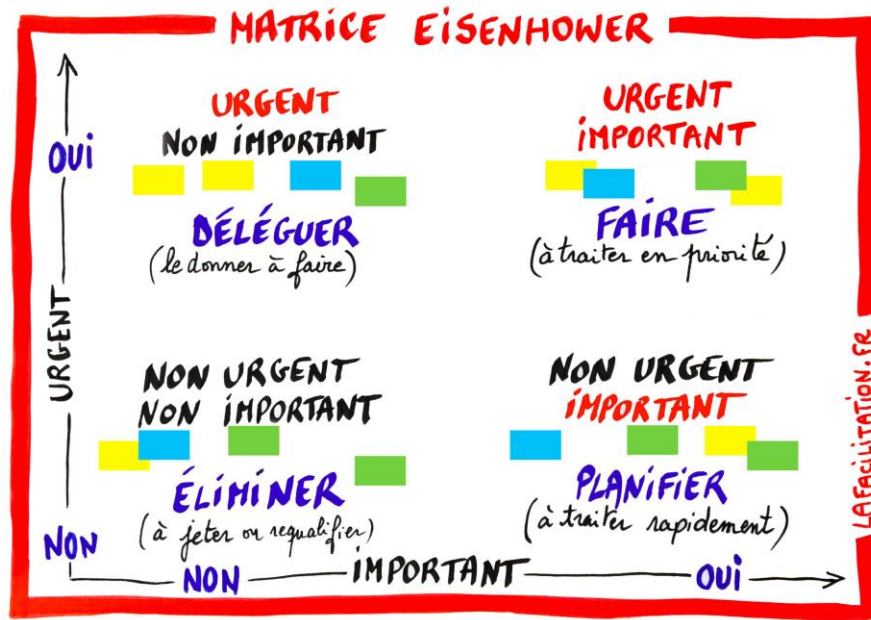 MATRICE EISENHOWER
URGENT
NON IMPORTANT
DÉLÉGUER
(le donner à faire)
URGENT
IMPORTANT
FAIRE
(à traiter en priorité)
OUI
URGENT
NON
NON URGENT
NON IMPORTANT
ÉLIMINER
(à jeter ou requalifier)
NON URGENT
IMPORTANT
PLANIFIER
(à traiter rapidement)
NON
IMPORTANT
OUI
LAFACILITATION.FR